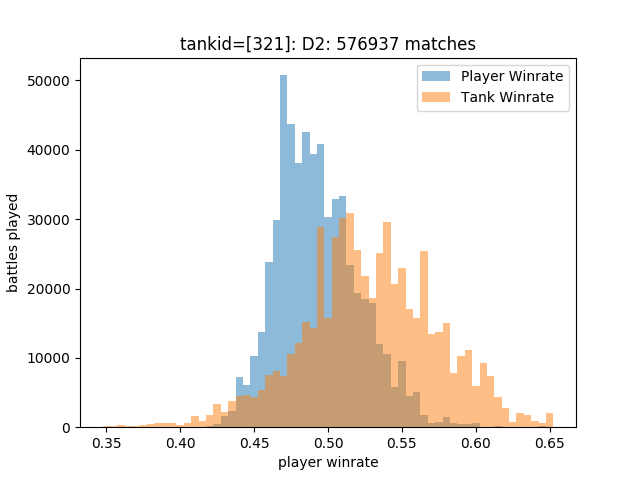 tankid=[321]: D2: 576937 matches
Player Winrate
Tank Winrate
battles played
50000
40000
30000
20000
10000
0
0.35 0.40 0.45 0.50 0.55 0.60 0.65
player winrate